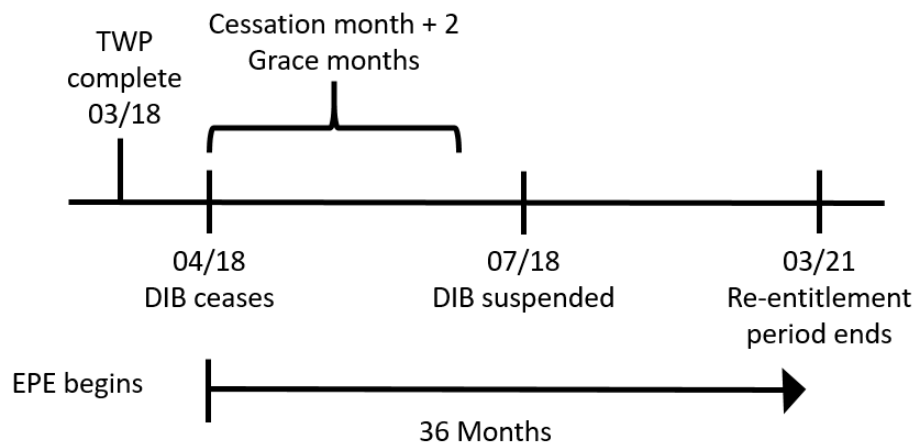 TWP
complete
03/18
Cessation month + 2
Grace months
04/18
DIB ceases
07/18
DIB suspended
03/21
Re-entitlement
period ends
EPE begins
36 Months